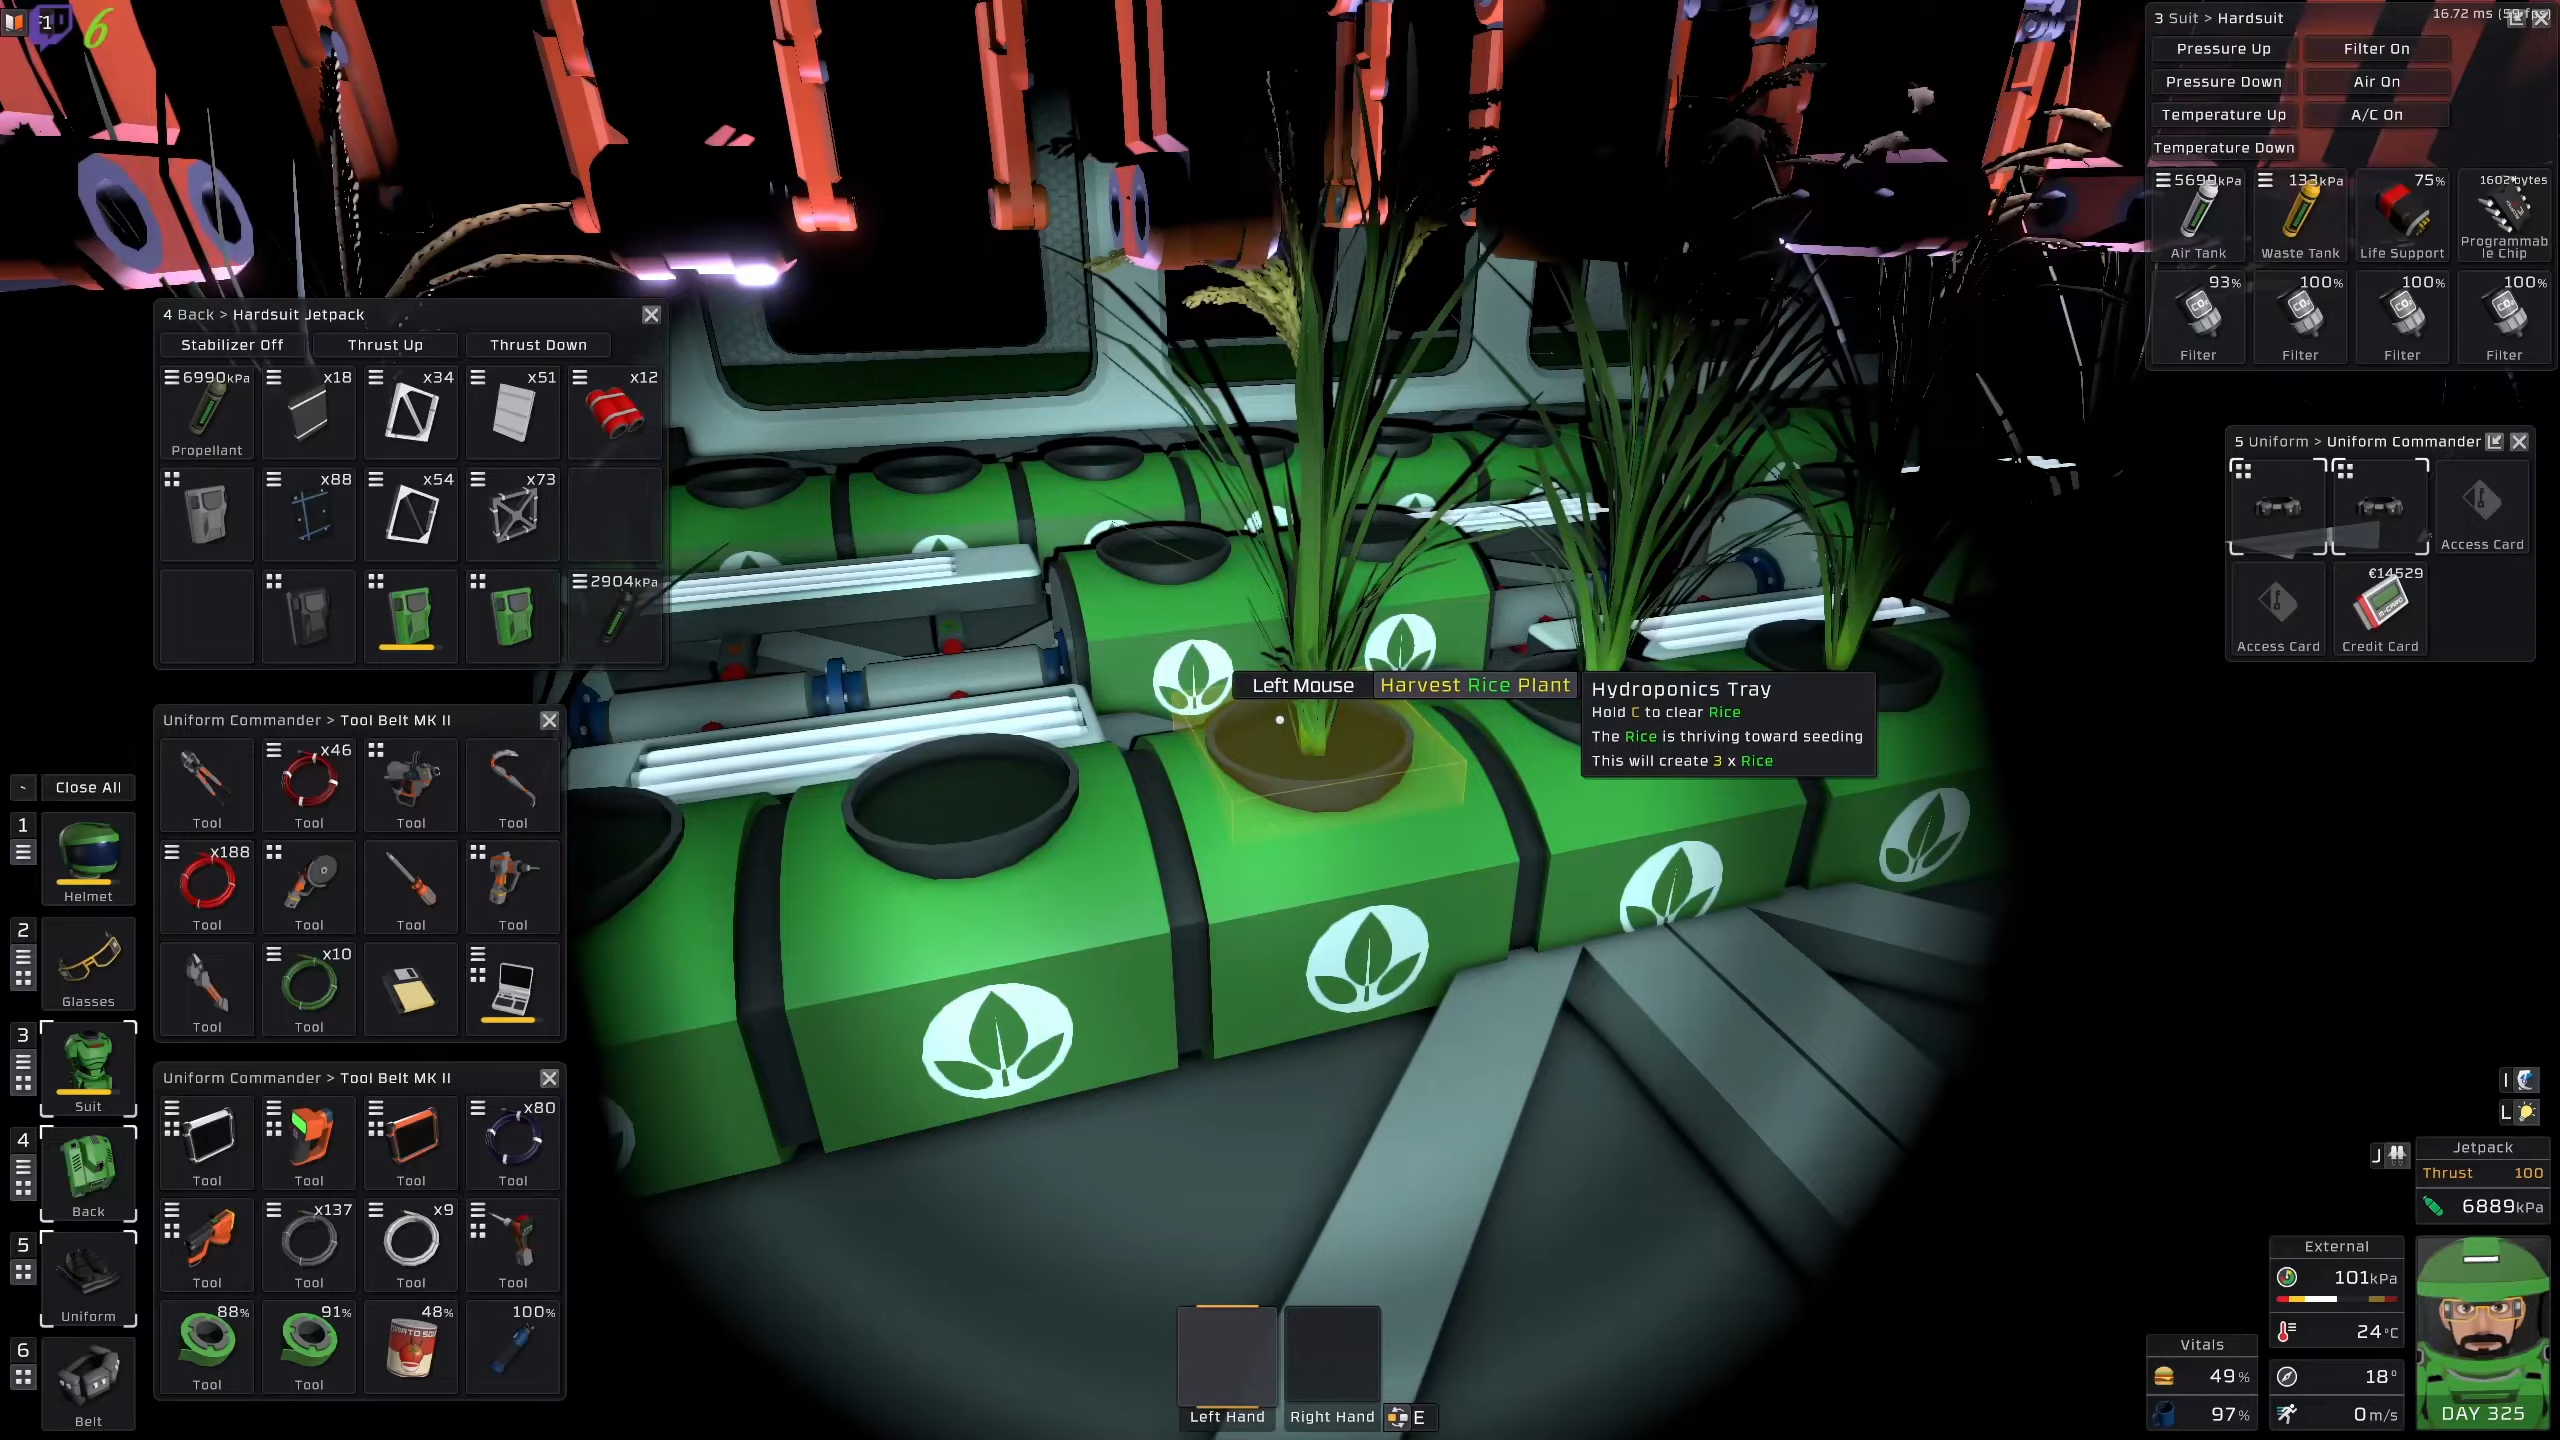 F1
6
3 Suit > Hardsuit
16.72 ms (59 fps)
Pressure Up
Filter On
Pressure Down
Air On
Temperature Up
A/C On
Temperature Down
5699kPa
133kPa
75%
1602 bytes
Air Tank
Waste Tank
Life Support
Programmab
le Chip
93%
100%
100%
100%
Filter
Filter
Filter
Filter
4 Back > Hardsuit Jetpack
Stabilizer Off
Thrust Up
Thrust Down
6990kPa
x18
x34
x51
x12
Propellant
x88
x54
x73
2904kPa
5 Uniform > Uniform Commander
Access Card
€14529
Access Card
Credit Card
Left Mouse
Harvest Rice Plant
Hydroponics Tray
Hold C to clear Rice
The Rice is thriving toward seeding
This will create 3 x Rice
Uniform Commander > Tool Belt MK II
x46
Tool
Tool
Tool
Tool
x188
Tool
Tool
Tool
Tool
x10
Tool
Tool
Uniform Commander > Tool Belt MK II
x80
Tool
Tool
Tool
Tool
x137
x9
Tool
Tool
Tool
Tool
88%
91%
48%
100%
TOMATO SOUP
Tool
Tool
~
Close All
1
Helmet
2
Glasses
3
Suit
4
Back
5
Uniform
6
Belt
Left Hand
Right Hand
E
I
L
J
Jetpack
Thrust 100
6889kPa
External
101kPa
24°C
Vitals
49%
18°
97%
0m/s
DAY 325